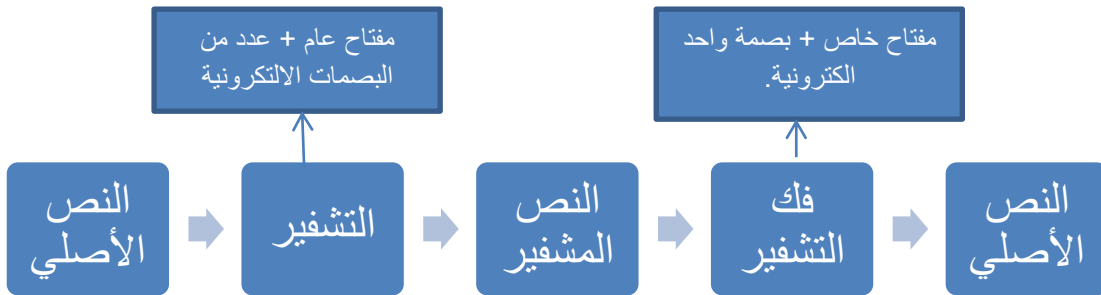 مفتاح عام + عدد من
البصمات الالتكرونية
مفتاح خاص + بصمة واحد
الكترونية.
النص
الأصلي
التشفير
النص
المشفير
فك
التشفير
النص
الأصلي